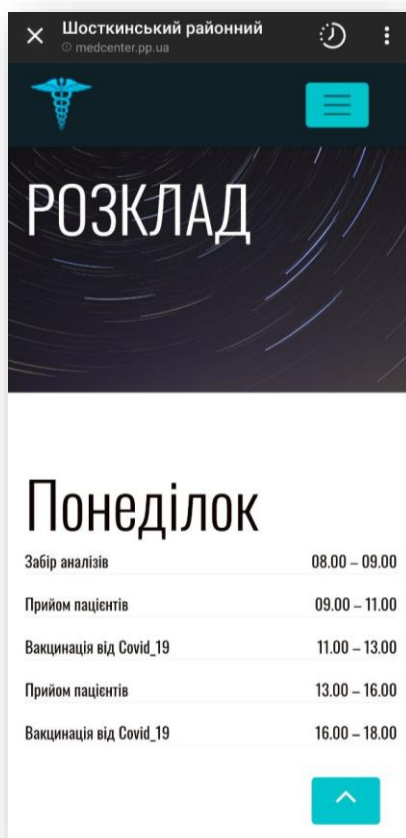 Шосткинський районний
medcenter.pp.ua
РОЗКЛАД
Понеділок
Забір аналізів 08.00 – 09.00
Прийом пацієнтів 09.00 – 11.00
Вакцинація від Covid_19 11.00 – 13.00
Прийом пацієнтів 13.00 – 16.00
Вакцинація від Covid_19 16.00 – 18.00